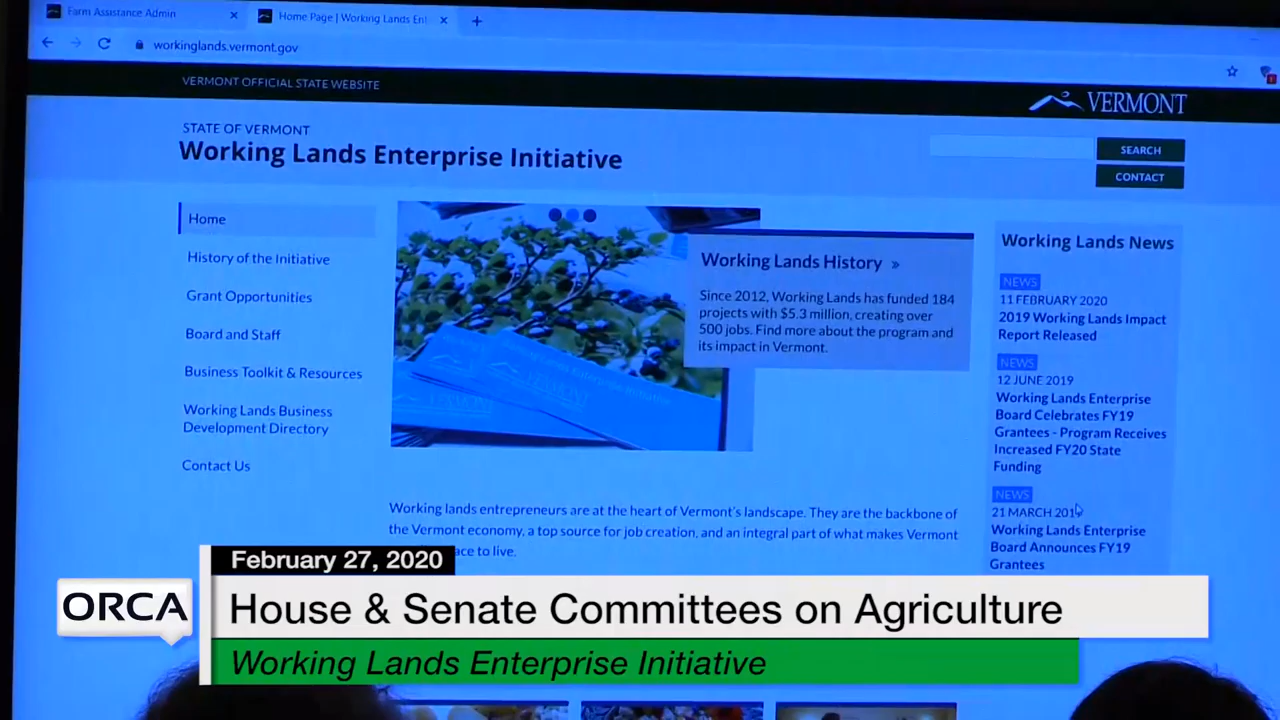 Farm Assistance Admin
Home Page | Working Lands Ent
workinglands.vermont.gov
VERMONT OFFICIAL STATE WEBSITE
VERMONT
STATE OF VERMONT
Working Lands Enterprise Initiative
SEARCH
CONTACT
Home
History of the Initiative
Grant Opportunities
Board and Staff
Business Toolkit & Resources
Working Lands Business
Development Directory
Contact Us
Working Lands History »
Since 2012, Working Lands has funded 184
projects with $5.3 million, creating over
500 jobs. Find more about the program and
its impact in Vermont.
VERMONT
VERMONT
Working Lands News
NEWS
11 FEBRUARY 2020
2019 Working Lands Impact
Report Released
NEWS
12 JUNE 2019
Working Lands Enterprise
Board Celebrates FY19
Grantees - Program Receives
Increased FY20 State
Funding
NEWS
21 MARCH 2019
Working Lands Enterprise
Board Announces FY19
Grantees
Working lands entrepreneurs are at the heart of Vermont's landscape. They are the backbone of
the Vermont economy, a top source for job creation, and an integral part of what makes Vermont
to live.
February 27, 2020
ORCA
House & Senate Committees on Agriculture
Working Lands Enterprise Initiative